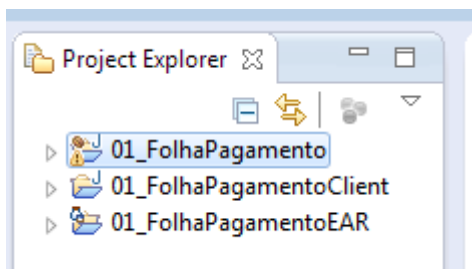 Project Explorer
01_FolhaPagamento
01_FolhaPagamentoClient
01_FolhaPagamentoEAR